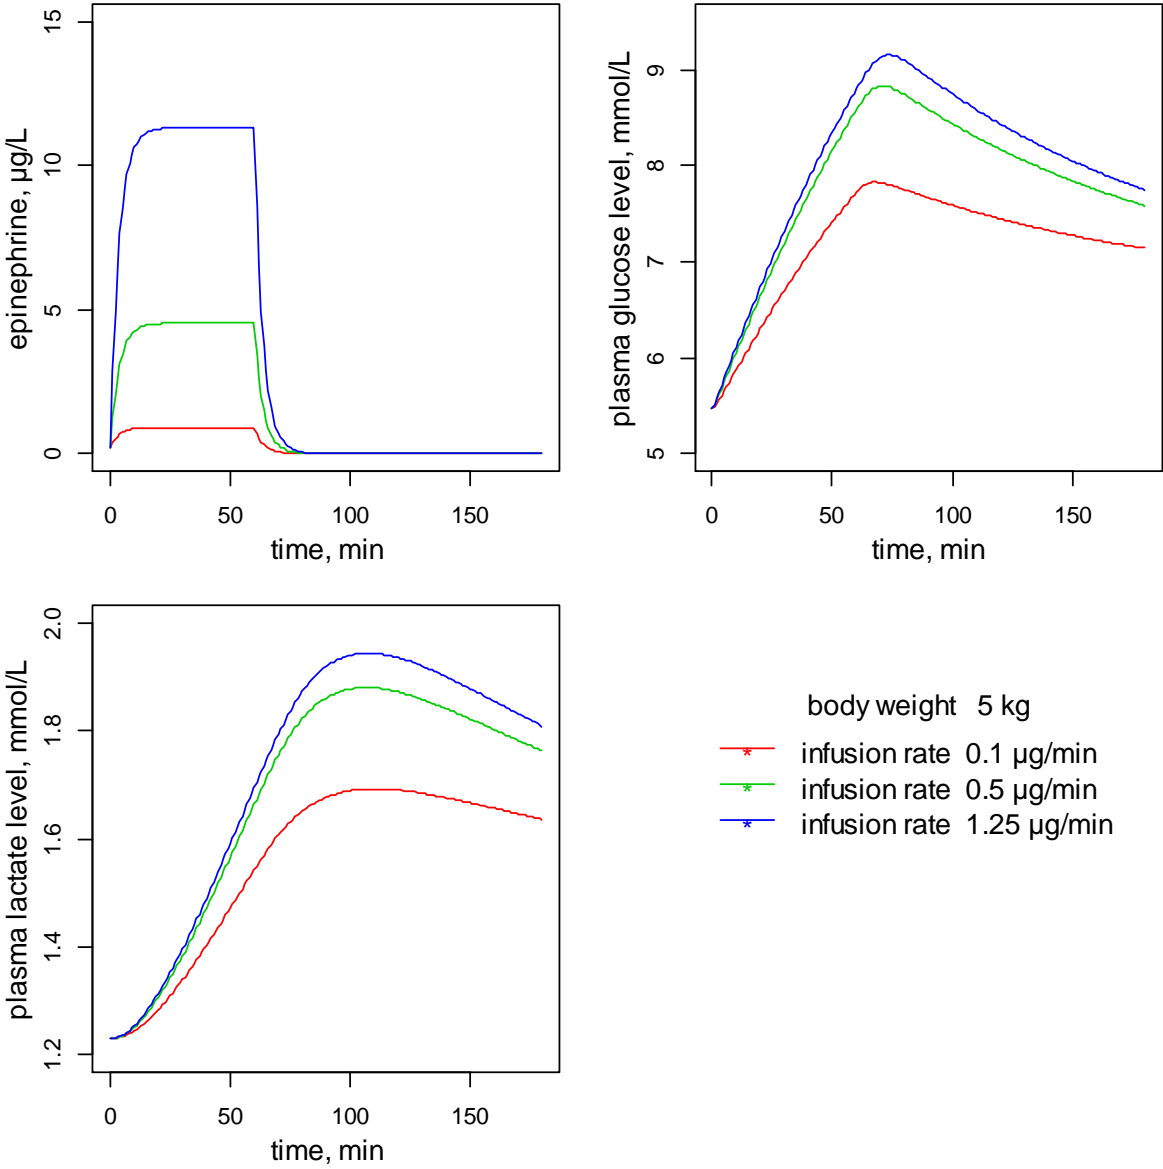 epinephrine, µg/L
15
10
5
0
0 50 100 150
time, min
plasma glucose level, mmol/L
9
8
7
6
5
0 50 100 150
time, min
plasma lactate level, mmol/L
2.0
1.8
1.6
1.4
1.2
0 50 100 150
time, min
body weight 5 kg
infusion rate 0.1 µg/min
infusion rate 0.5 µg/min
infusion rate 1.25 µg/min